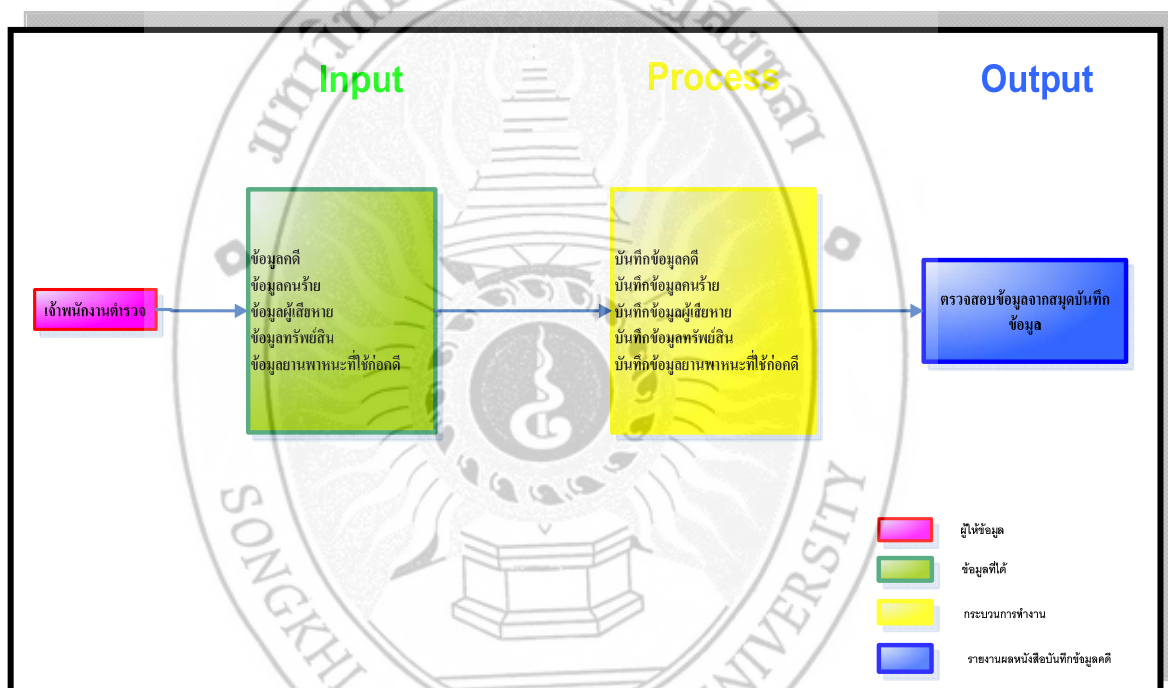 Input
Process
Output
เจ้าพนักงานตำรวจ
ข้อมูลคดี
ข้อมูลคนร้าย
ข้อมูลผู้เสียหาย
ข้อมูลทรัพย์สิน
ข้อมูลยานพาหนะที่ใช้ก่อคดี
บันทึกข้อมูลคดี
บันทึกข้อมูลคนร้าย
บันทึกข้อมูลผู้เสียหาย
บันทึกข้อมูลทรัพย์สิน
บันทึกข้อมูลยานพาหนะที่ใช้ก่อคดี
ตรวจสอบข้อมูลจากสมุดบันทึก
ข้อมูล
ผู้ให้ข้อมูล
ข้อมูลที่ได้
กระบวนการทำงาน
รายงานผลหนังสือบันทึกข้อมูลคดี